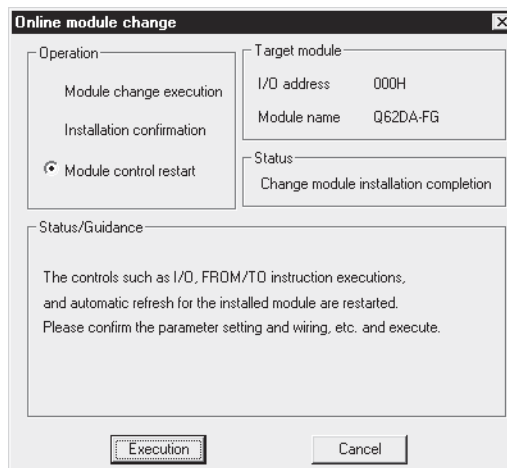 Online module change
Operation
Module change execution
Installation confirmation
Module control restart
Target module
I/O address 000H
Module name Q62DA-FG
Status
Change module installation completion
Status/Guidance
The controls such as I/O, FROM/TO instruction executions,
and automatic refresh for the installed module are restarted.
Please confirm the parameter setting and wiring, etc. and execute.
Execution
Cancel